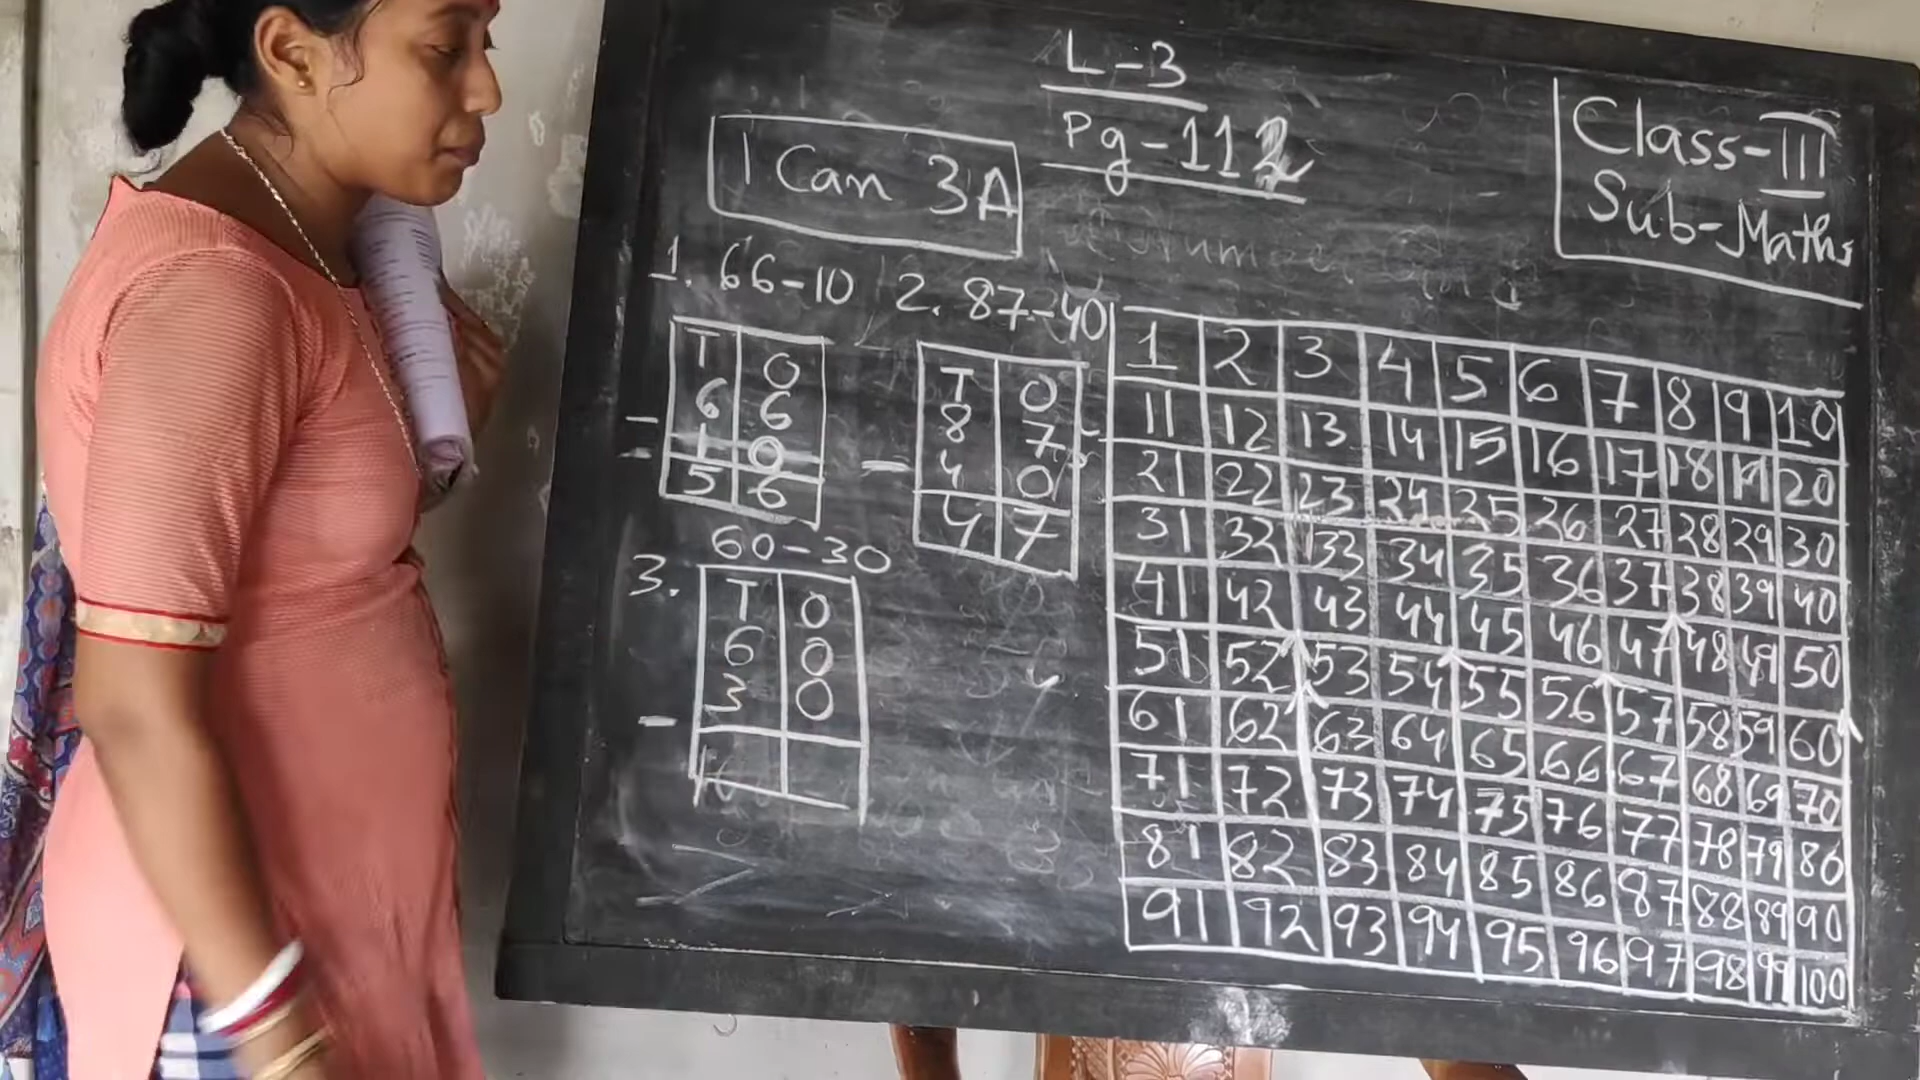 L-3
Pg-112
Class-III
Sub-Maths
I Can 3A
1. 66-10
T O
6 6
- 1 0
= 5 6
2. 87-40
T O
8 7
- 4 0
4 7
3. 60-30
T O
6 0
- 3 0
1 2 3 4 5 6 7 8 9 10
11 12 13 14 15 16 17 18 19 20
21 22 23 24 25 26 27 28 29 30
31 32 33 34 35 36 37 38 39 40
41 42 43 44 45 46 47 48 49 50
51 52 53 54 55 56 57 58 59 60
61 62 63 64 65 66 67 68 69 70
71 72 73 74 75 76 77 78 79 80
81 82 83 84 85 86 87 88 89 90
91 92 93 94 95 96 97 98 99 100